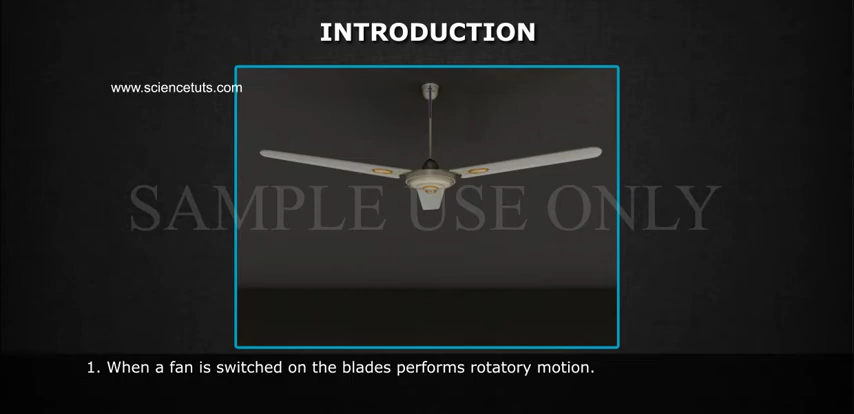 INTRODUCTION
www.sciencetuts.com
SAMPLE USE ONLY
1. When a fan is switched on the blades performs rotatory motion.